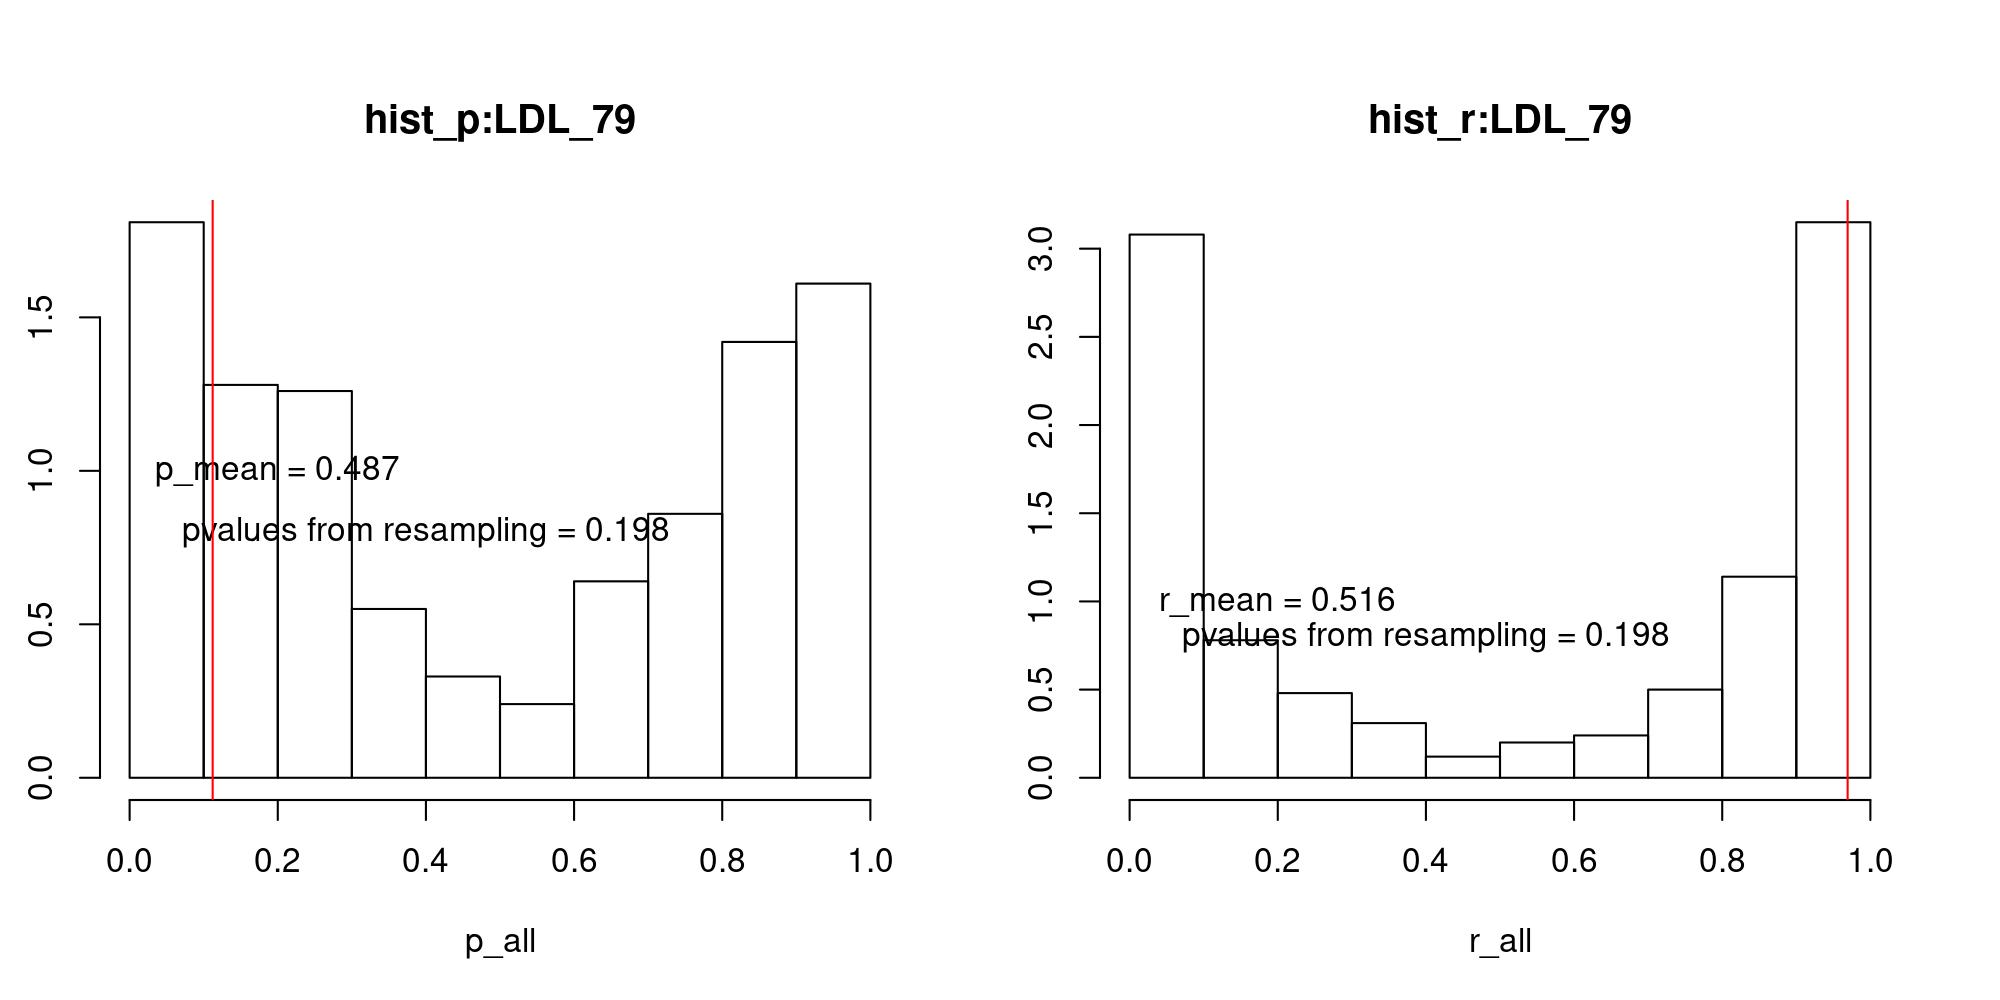 hist_p:LDL_79
1.5
1.0
0.5
0.0
p_mean = 0.487
pvalues from resampling = 0.198
0.0 0.2 0.4 0.6 0.8 1.0
p_all
hist_r:LDL_79
3.0
2.5
2.0
1.5
1.0
0.5
0.0
r_mean = 0.516
pvalues from resampling = 0.198
0.0 0.2 0.4 0.6 0.8 1.0
r_all